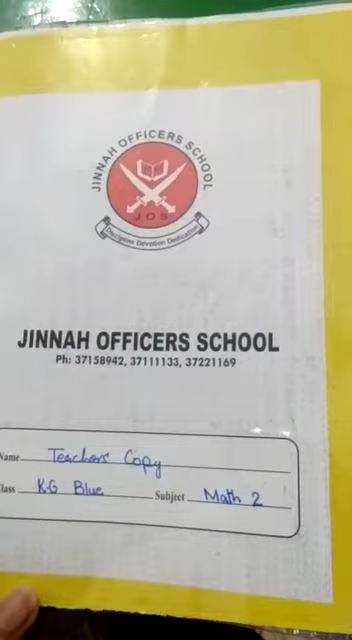 JINNAH OFFICERS SCHOOL
JOS
Discipline Devotion Dedication
JINNAH OFFICERS SCHOOL
Ph: 37158942, 37111133, 37221169
Name Teachers Copy
Class K.G Blue Subject Math 2